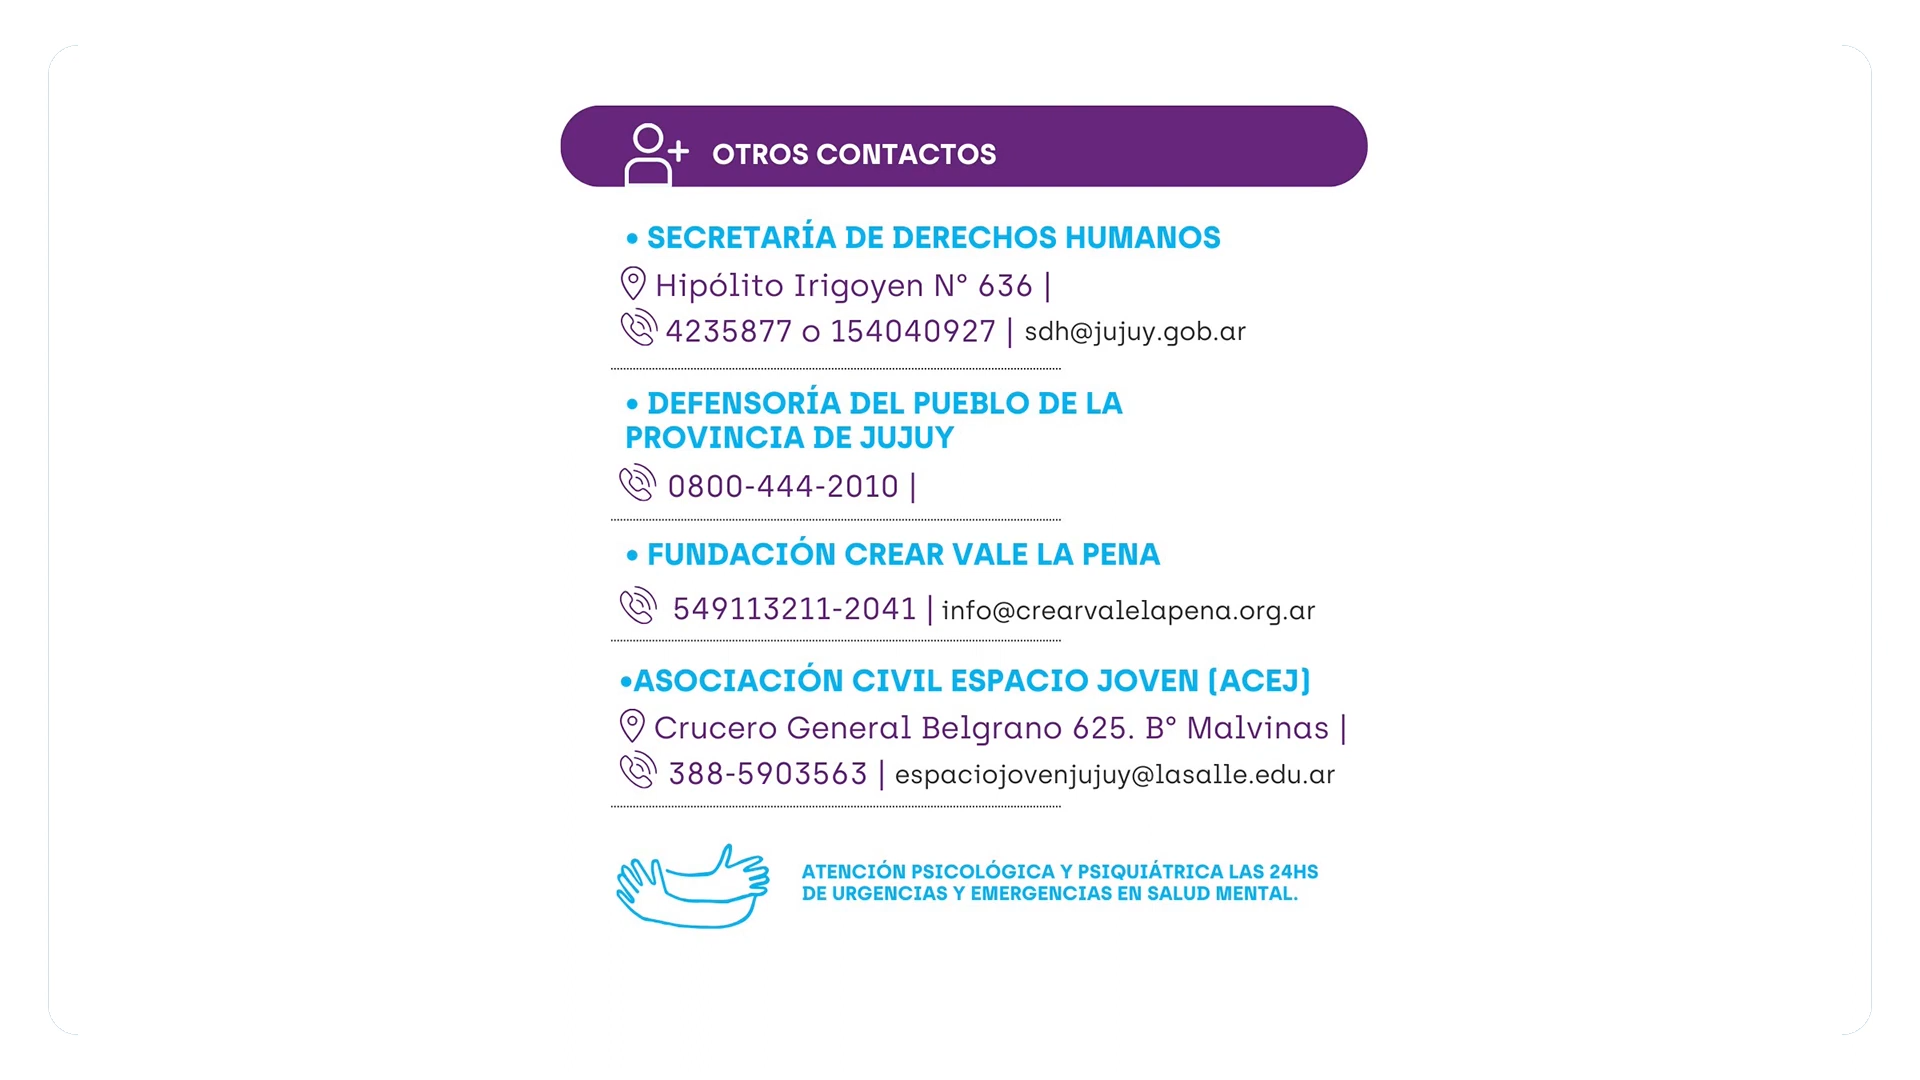 OTROS CONTACTOS
• SECRETARÍA DE DERECHOS HUMANOS
Hipólito Irigoyen N° 636 |
4235877 o 154040927 | sdh@jujuy.gob.ar
• DEFENSORÍA DEL PUEBLO DE LA
PROVINCIA DE JUJUY
0800-444-2010 |
• FUNDACIÓN CREAR VALE LA PENA
549113211-2041 | info@crearvalelapena.org.ar
•ASOCIACIÓN CIVIL ESPACIO JOVEN (ACEJ)
Crucero General Belgrano 625. B° Malvinas |
388-5903563 | espaciojovenjujuy@lasalle.edu.ar
ATENCIÓN PSICOLÓGICA Y PSIQUIÁTRICA LAS 24HS
DE URGENCIAS Y EMERGENCIAS EN SALUD MENTAL.